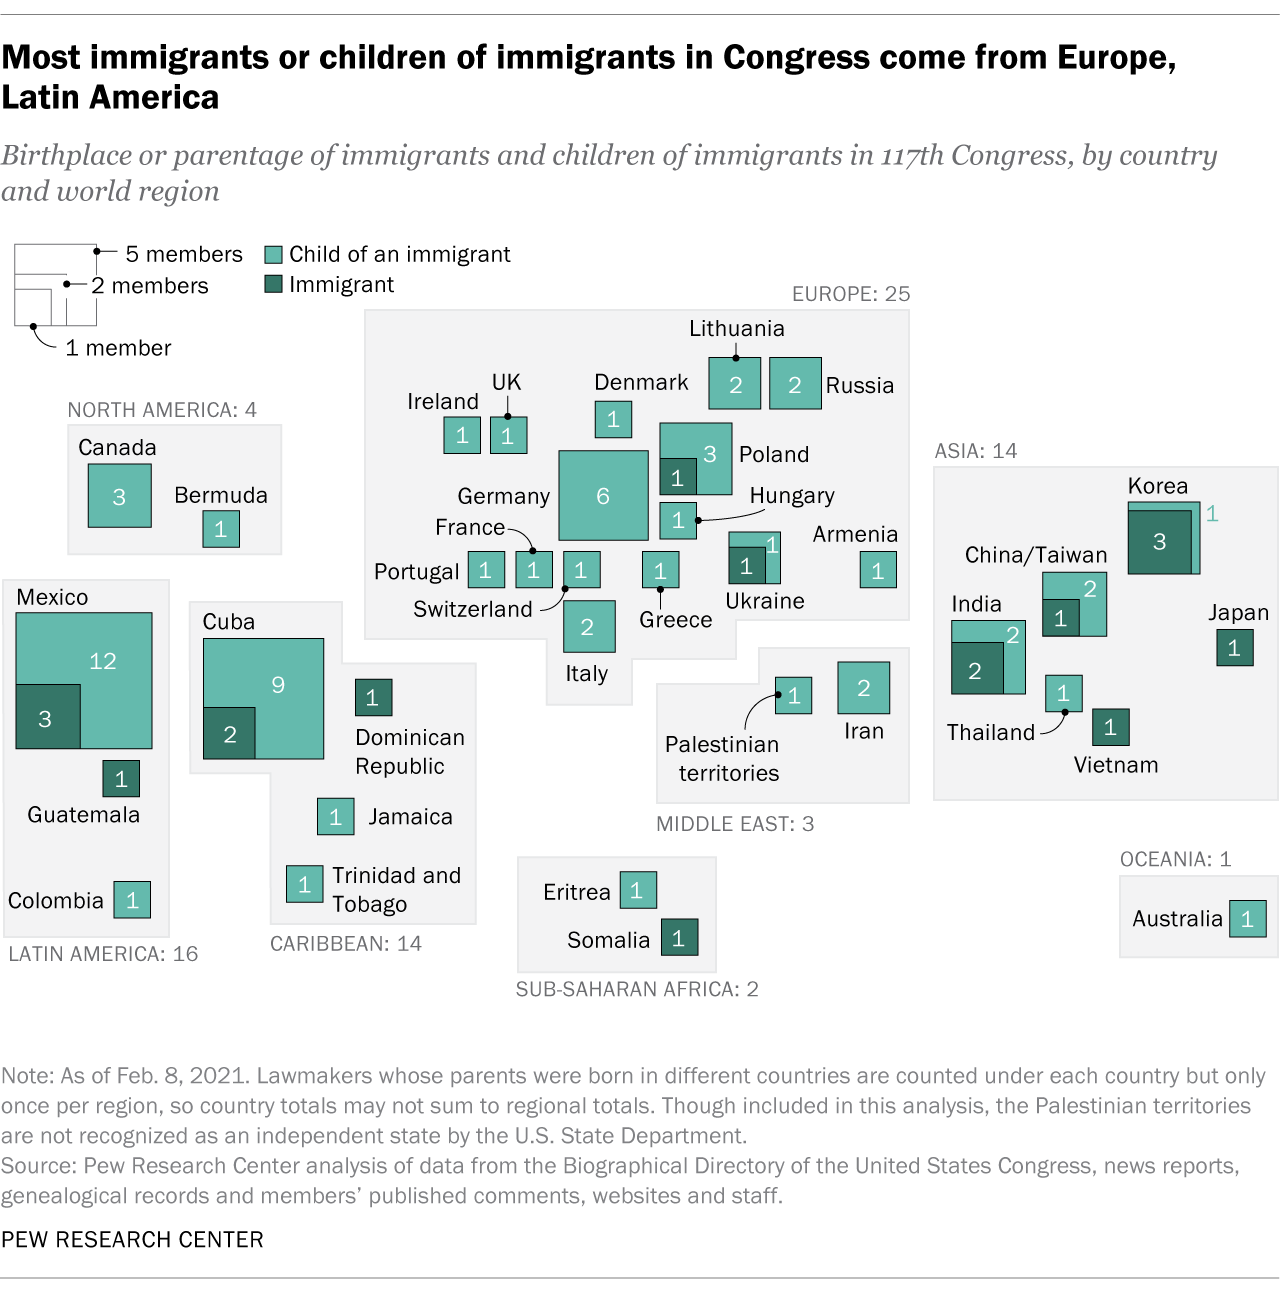 Most immigrants or children of immigrants in Congress come from Europe,
Latin America
Birthplace or parentage of immigrants and children of immigrants in 117th Congress, by country
and world region
5 members
2 members
1 member
Child of an immigrant
Immigrant
EUROPE: 25
Lithuania
2
2
Russia
UK
Ireland
1
1
Denmark
1
3
1
Poland
Germany
6
Hungary
1
France
Portugal
1
1
1
Switzerland
1
Greece
1
1
Ukraine
Armenia
1
2
Italy
NORTH AMERICA: 4
Canada
3
Bermuda
1
Mexico
12
3
1
Guatemala
Colombia
1
LATIN AMERICA: 16
Cuba
9
2
1
Dominican
Republic
1
Jamaica
1
Trinidad and
Tobago
CARIBBEAN: 14
1
2
Palestinian
territories
Iran
MIDDLE EAST: 3
ASIA: 14
Korea
1
3
China/Taiwan
2
1
India
2
2
Japan
1
1
Thailand
1
Vietnam
Eritrea
1
Somalia
1
SUB-SAHARAN AFRICA: 2
OCEANIA: 1
Australia
1
Note: As of Feb. 8, 2021. Lawmakers whose parents were born in different countries are counted under each country but only
once per region, so country totals may not sum to regional totals. Though included in this analysis, the Palestinian territories
are not recognized as an independent state by the U.S. State Department.
Source: Pew Research Center analysis of data from the Biographical Directory of the United States Congress, news reports,
genealogical records and members’ published comments, websites and staff.
PEW RESEARCH CENTER